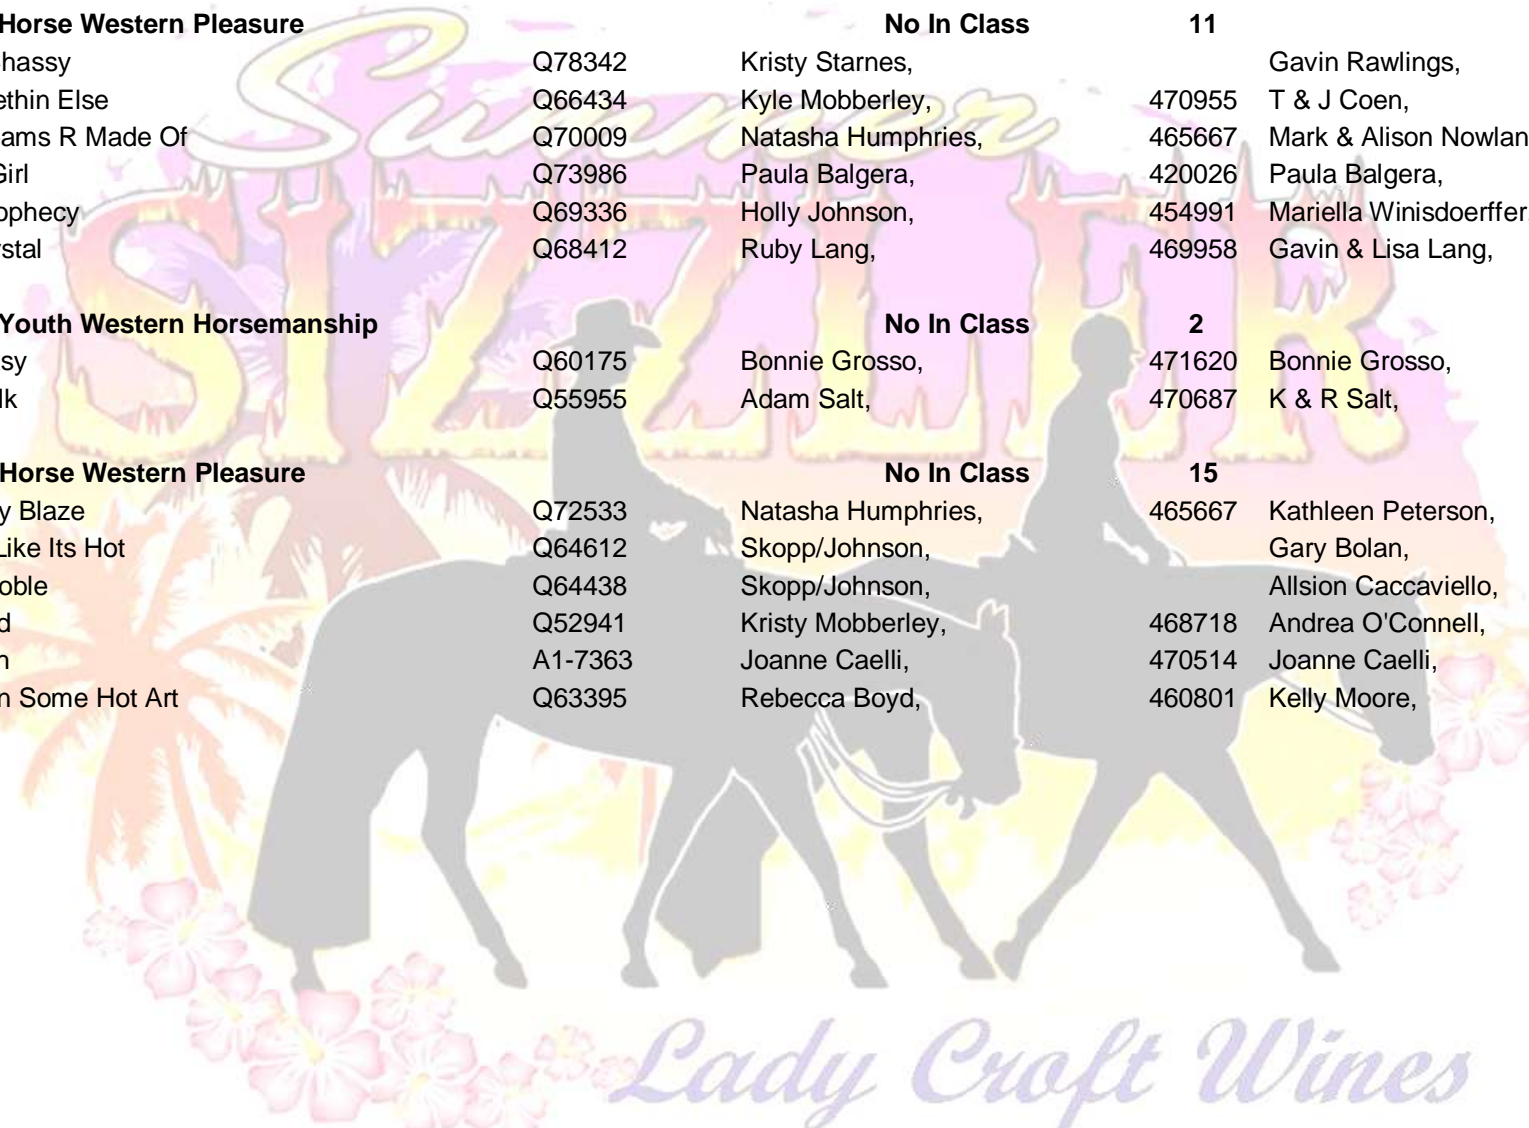 Horse Western Pleasure No In Class 11
hassy Q78342 Kristy Starnes, Gavin Rawlings,
ethin Else Q66434 Kyle Mobberley, 470955 T & J Coen,
ams R Made Of Q70009 Natasha Humphries, 465667 Mark & Alison Nowlan
Girl Q73986 Paula Balgera, 420026 Paula Balgera,
ophecy Q69336 Holly Johnson, 454991 Mariella Winisdoerffer,
stal Q68412 Ruby Lang, 469958 Gavin & Lisa Lang,
Youth Western Horsemanship No In Class 2
sy Q60175 Bonnie Grosso, 471620 Bonnie Grosso,
lk Q55955 Adam Salt, 470687 K & R Salt,
Horse Western Pleasure No In Class 15
y Blaze Q72533 Natasha Humphries, 465667 Kathleen Peterson,
Like Its Hot Q64612 Skopp/Johnson, Gary Bolan,
oble Q64438 Skopp/Johnson, Allsion Caccaviello,
d Q52941 Kristy Mobberley, 468718 Andrea O'Connell,
n A1-7363 Joanne Caelli, 470514 Joanne Caelli,
n Some Hot Art Q63395 Rebecca Boyd, 460801 Kelly Moore,
Summer
SIZZLER
Lady Croft Wines